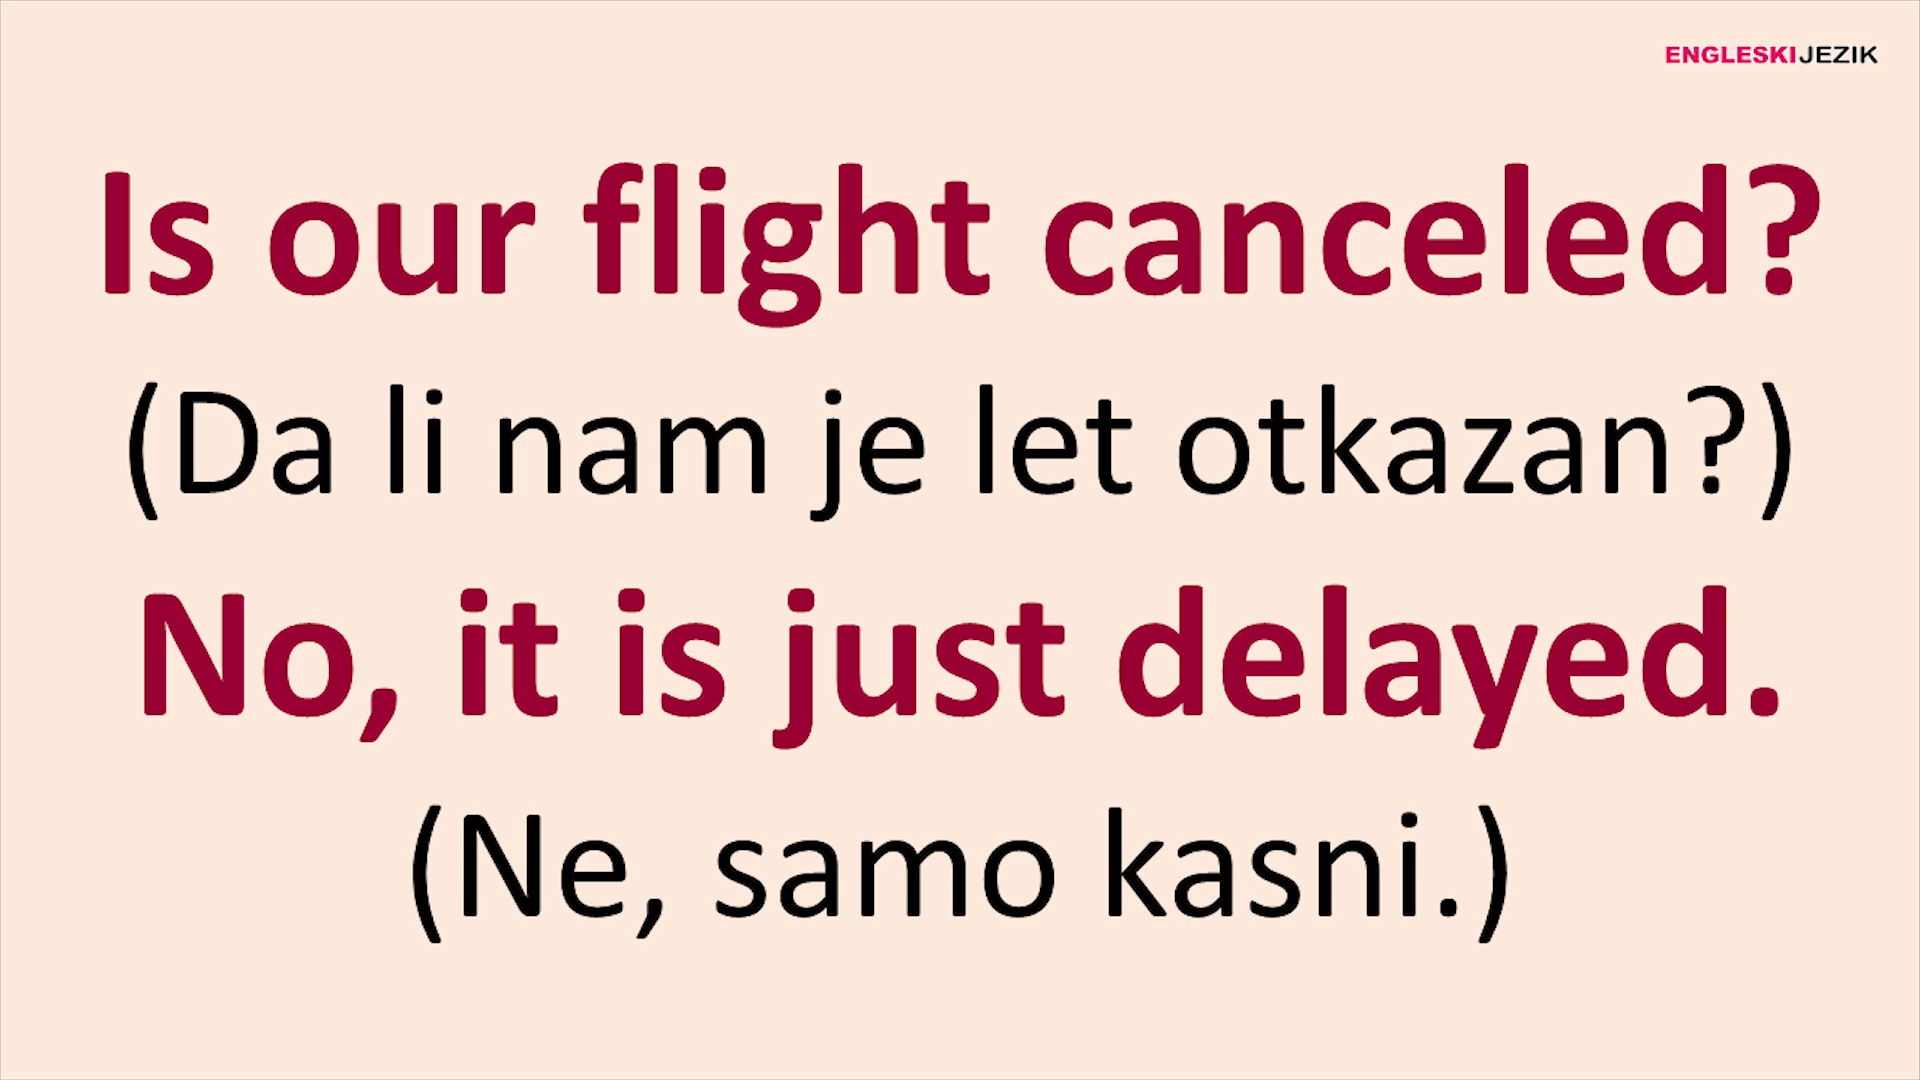 ENGLESKIJEZIK
Is our flight canceled?
(Da li nam je let otkazan?)
No, it is just delayed.
(Ne, samo kasni.)